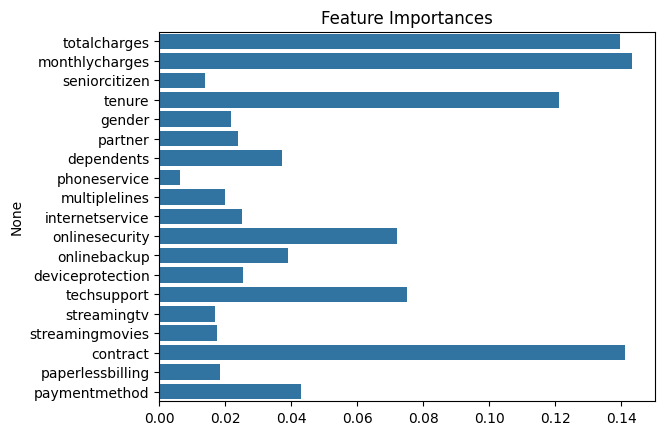 Feature Importances
totalcharges
monthlycharges
seniorcitizen
tenure
gender
partner
dependents
phoneservice
multiplelines
internetservice
onlinesecurity
onlinebackup
deviceprotection
techsupport
streamingtv
streamingmovies
contract
paperlessbilling
paymentmethod
None
0.00 0.02 0.04 0.06 0.08 0.10 0.12 0.14